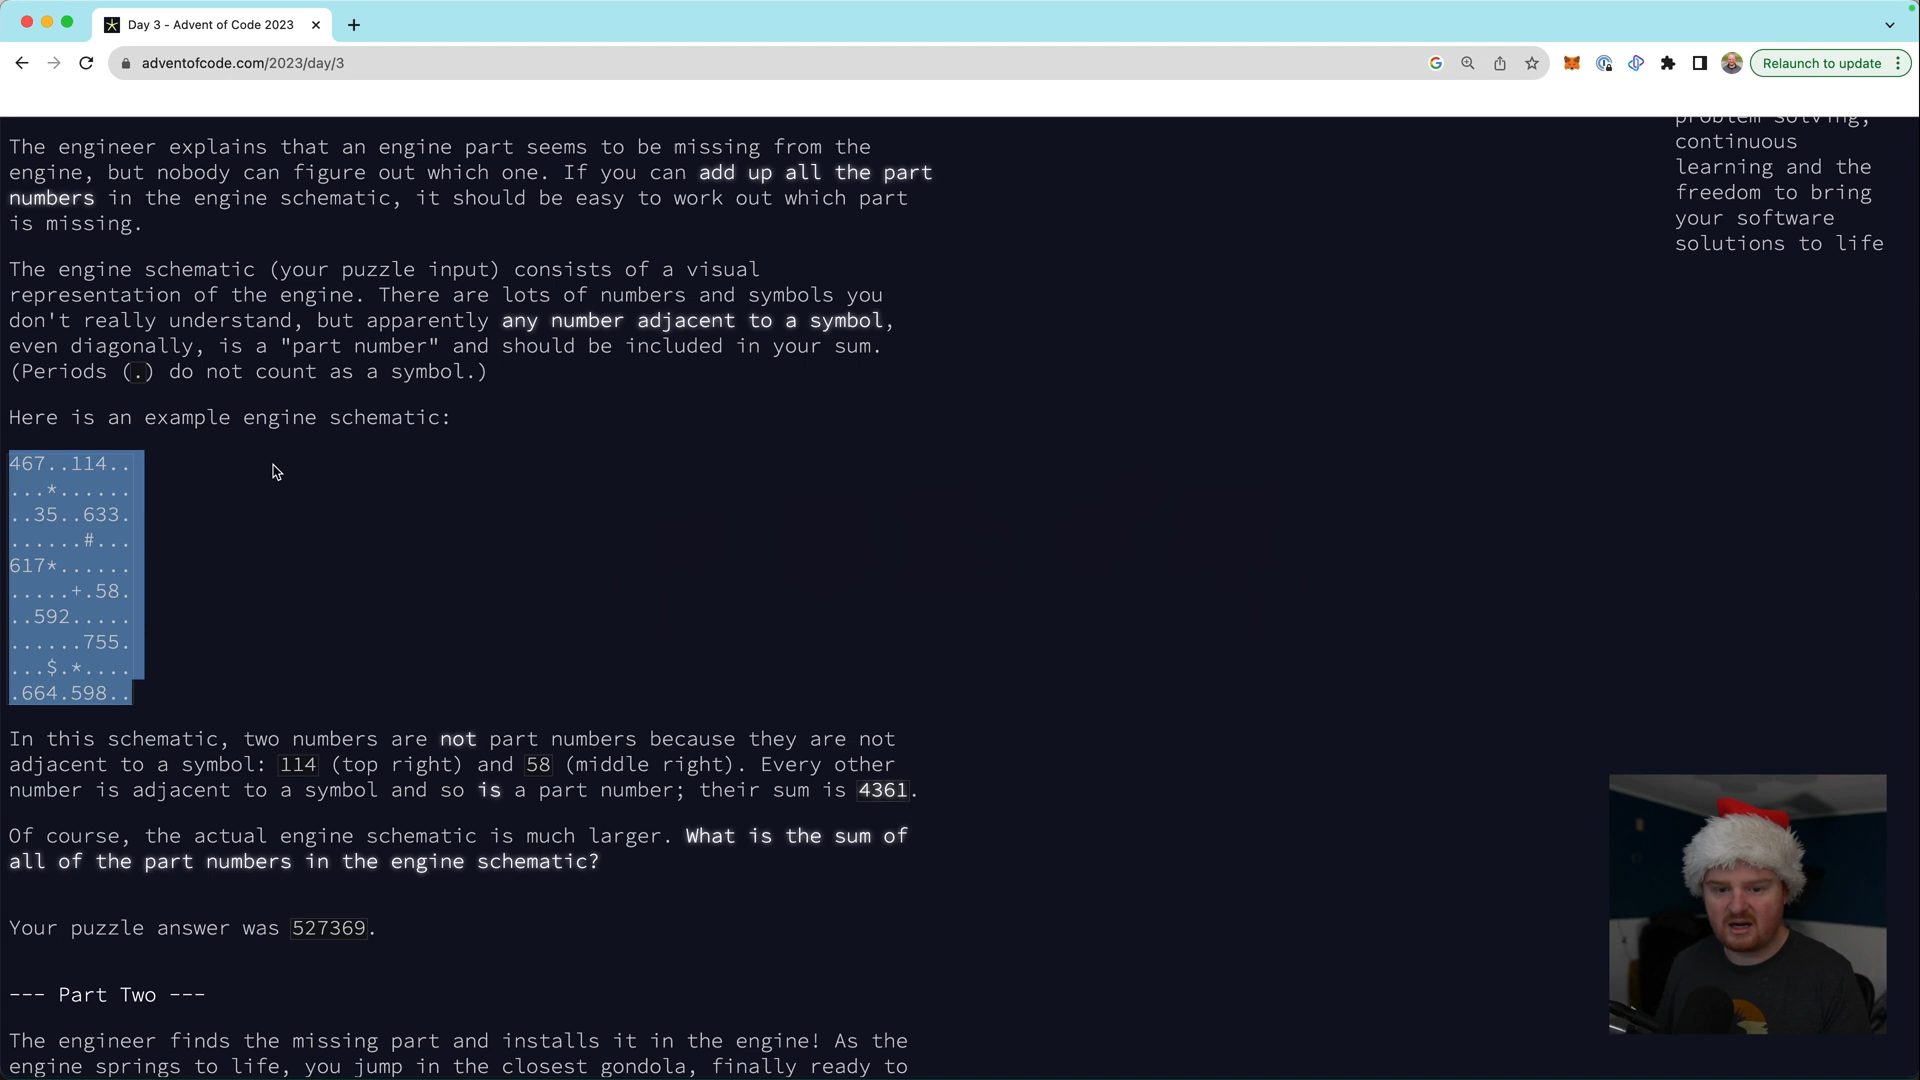 Day 3 - Advent of Code 2023
adventofcode.com/2023/day/3
Relaunch to update
The engineer explains that an engine part seems to be missing from the
engine, but nobody can figure out which one. If you can add up all the part
numbers in the engine schematic, it should be easy to work out which part
is missing.
The engine schematic (your puzzle input) consists of a visual
representation of the engine. There are lots of numbers and symbols you
don't really understand, but apparently any number adjacent to a symbol,
even diagonally, is a "part number" and should be included in your sum.
(Periods (.) do not count as a symbol.)
Here is an example engine schematic:
467..114..
...*......
..35..633.
......#...
617*......
.....+.58.
..592.....
......755.
...$.*....
.664.598..
In this schematic, two numbers are not part numbers because they are not
adjacent to a symbol: 114 (top right) and 58 (middle right). Every other
number is adjacent to a symbol and so is a part number; their sum is 4361.
Of course, the actual engine schematic is much larger. What is the sum of
all of the part numbers in the engine schematic?
Your puzzle answer was 527369.
--- Part Two ---
The engineer finds the missing part and installs it in the engine! As the
engine springs to life, you jump in the closest gondola, finally ready to
problem solving,
continuous
learning and the
freedom to bring
your software
solutions to life